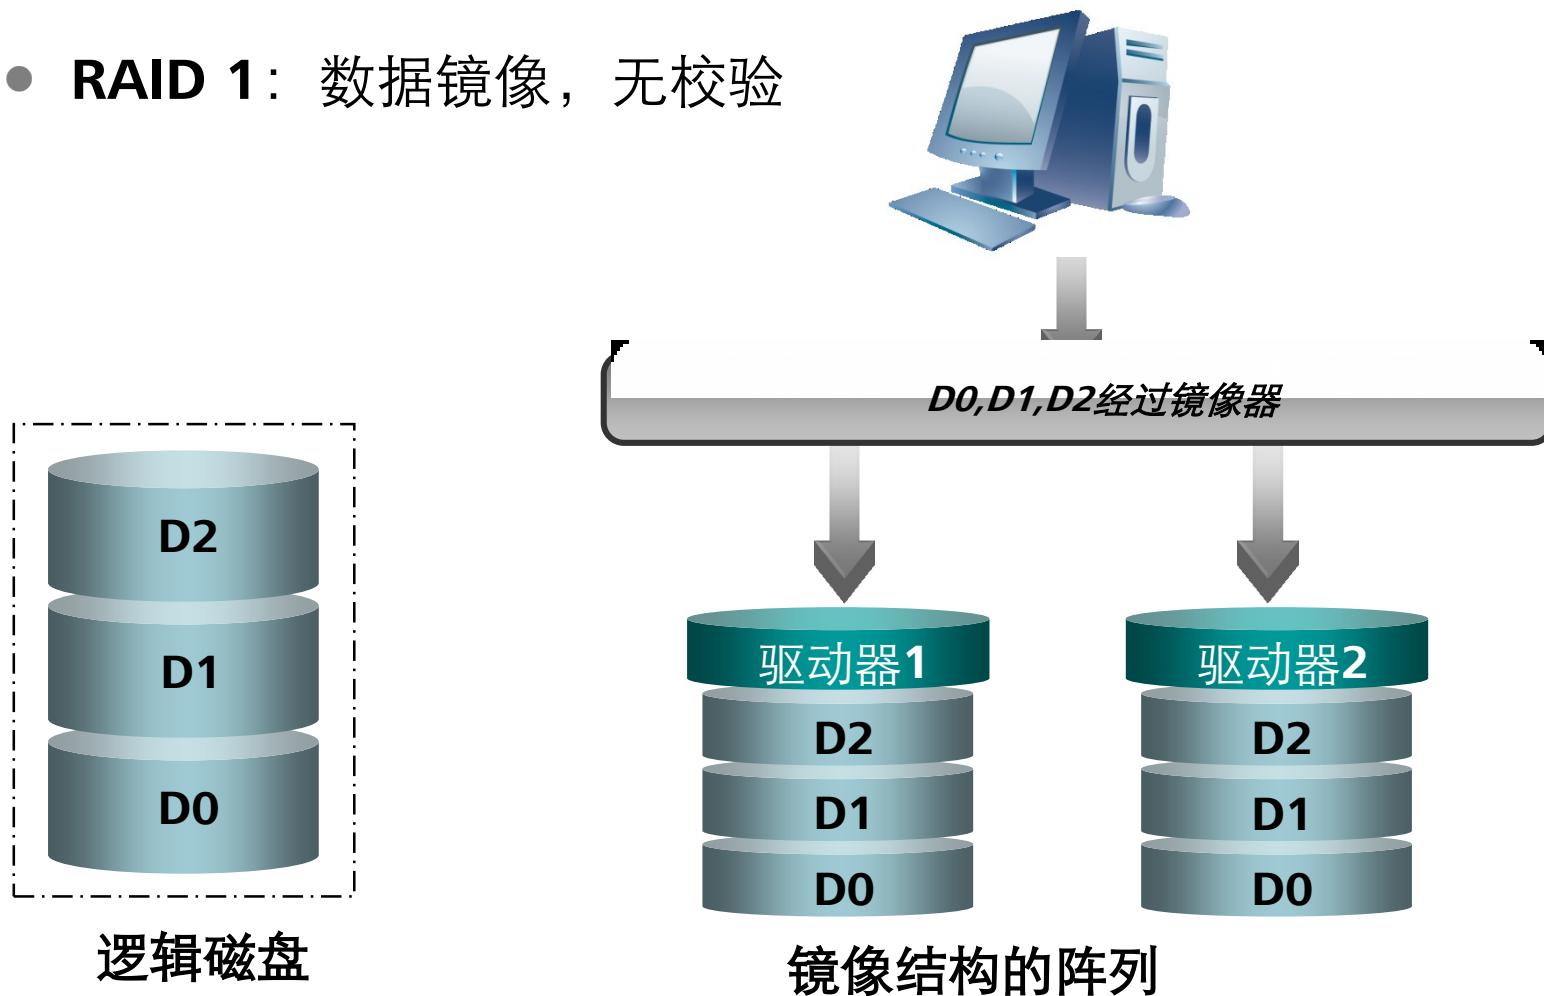 RAID 1：数据镜像，无校验
D0,D1,D2经过镜像器
D2
D1
D0
逻辑磁盘
驱动器1
D2
D1
D0
驱动器2
D2
D1
D0
镜像结构的阵列